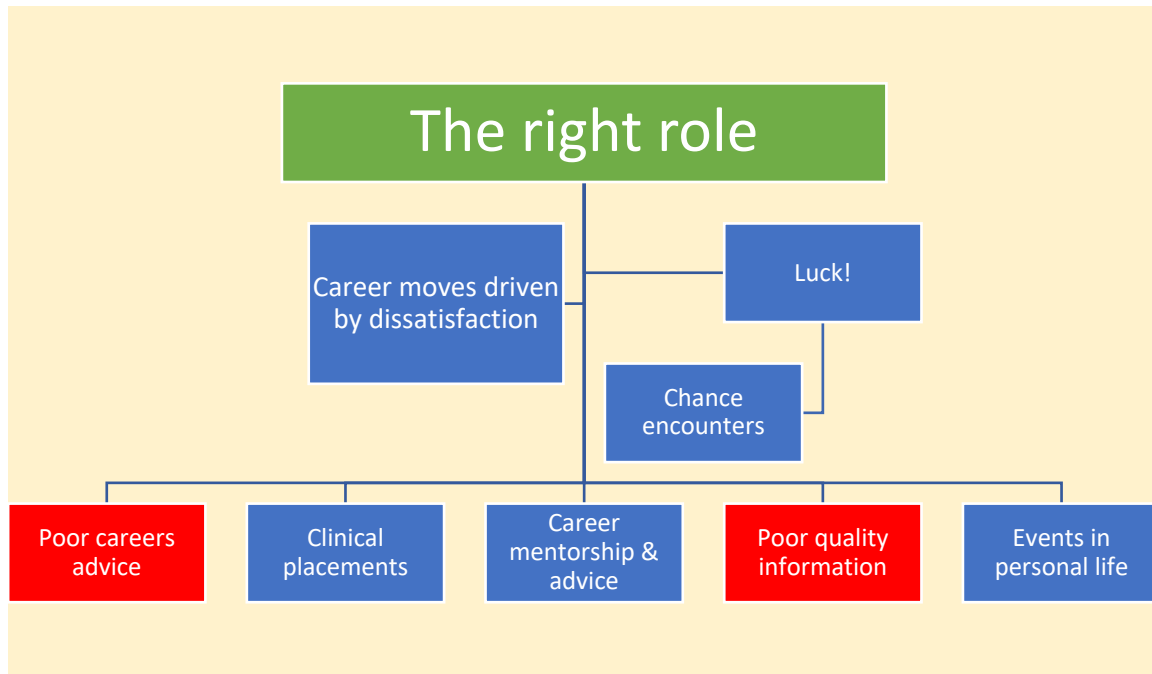 The right role
Career moves driven
by dissatisfaction
Luck!
Chance
encounters
Poor careers
advice
Clinical
placements
Career
mentorship &
advice
Poor quality
information
Events in
personal life